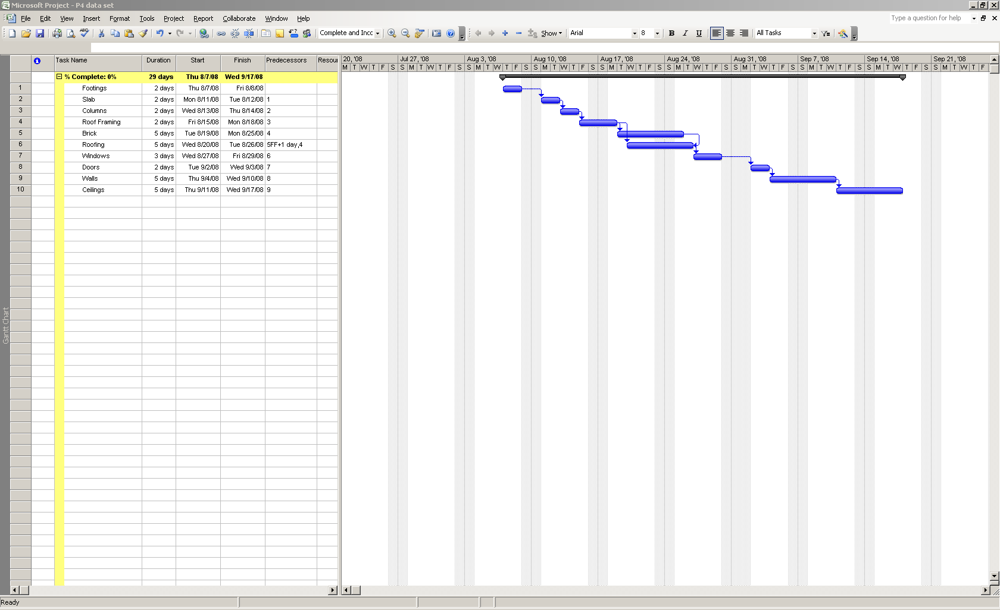 Microsoft Project - P4 data set
File Edit View Insert Format Tools Project Report Collaborate Window Help
Type a question for help
Complete and Incc
Show
Arial
8
B I U
All Tasks
Task Name Duration Start Finish Predecessors Resou
20, '08 Jul 27, '08 Aug 3, '08 Aug 10, '08 Aug 17, '08 Aug 24, '08 Aug 31, '08 Sep 7, '08 Sep 14, '08 Sep 21, '08
M T W T F S S M T W T F S S M T W T F S S M T W T F S S M T W T F S S M T W T F S S M T W T F S S M T W T F S S M T W T F S S M T W T F
% Complete: 0% 29 days Thu 8/7/08 Wed 9/17/08
1 Footings 2 days Thu 8/7/08 Fri 8/8/08
2 Slab 2 days Mon 8/11/08 Tue 8/12/08 1
3 Columns 2 days Wed 8/13/08 Thu 8/14/08 2
4 Roof Framing 2 days Fri 8/15/08 Mon 8/18/08 3
5 Brick 5 days Tue 8/19/08 Mon 8/25/08 4
6 Roofing 5 days Wed 8/20/08 Tue 8/26/08 5FF+1 day,4
7 Windows 3 days Wed 8/27/08 Fri 8/29/08 6
8 Doors 2 days Tue 9/2/08 Wed 9/3/08 7
9 Walls 5 days Thu 9/4/08 Wed 9/10/08 8
10 Ceilings 5 days Thu 9/11/08 Wed 9/17/08 9
Gantt Chart
Ready